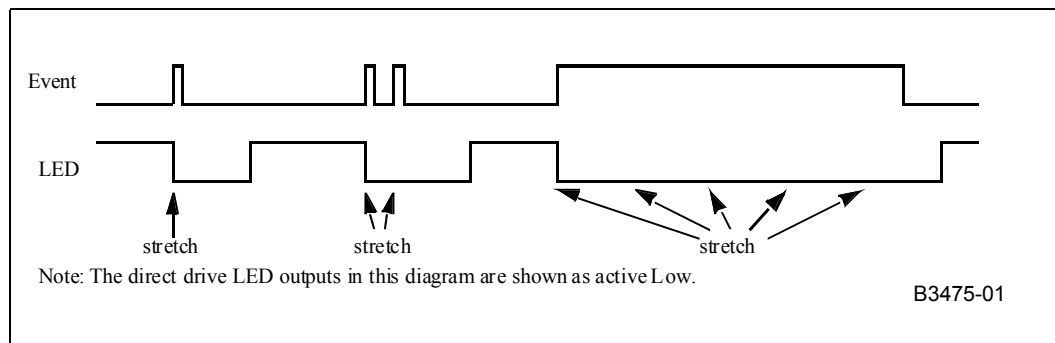 Event
LED
stretch stretch stretch
Note: The direct drive LED outputs in this diagram are shown as active Low.
B3475-01